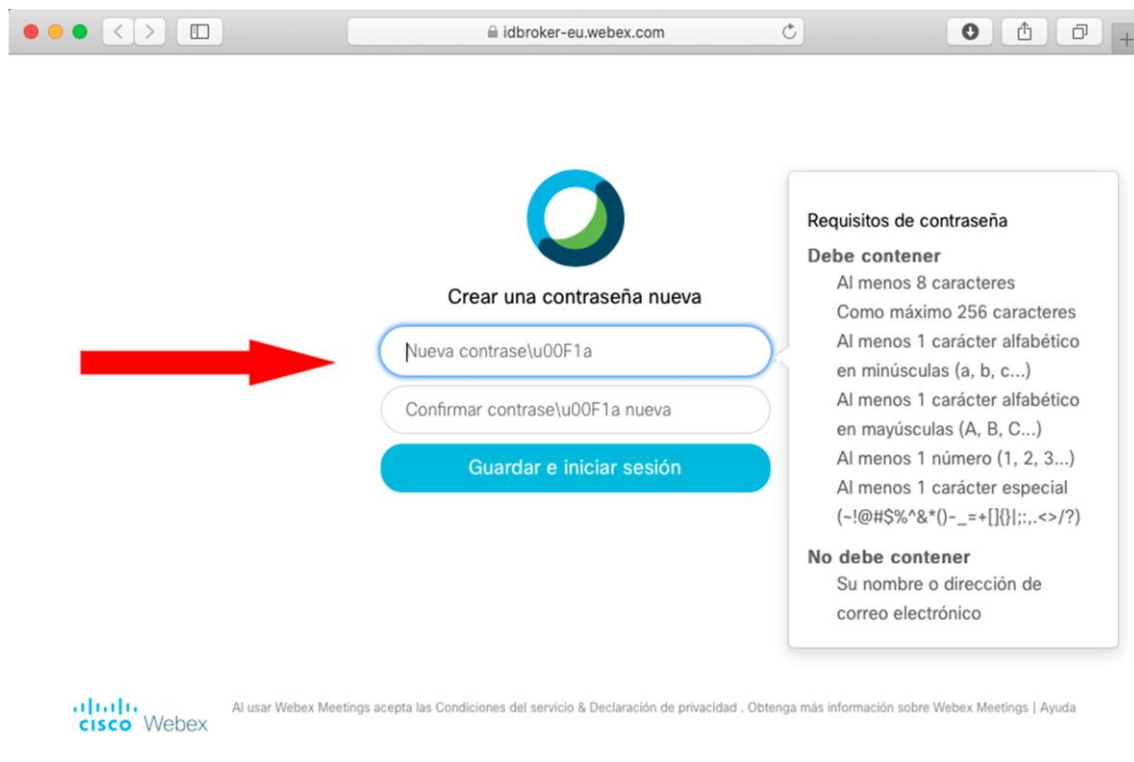 idbroker-eu.webex.com
Crear una contraseña nueva
Nueva contrase\u00F1a
Confirmar contrase\u00F1a nueva
Guardar e iniciar sesión
Requisitos de contraseña
Debe contener
Al menos 8 caracteres
Como máximo 256 caracteres
Al menos 1 carácter alfabético
en minúsculas (a, b, c...)
Al menos 1 carácter alfabético
en mayúsculas (A, B, C...)
Al menos 1 número (1, 2, 3...)
Al menos 1 carácter especial
(~!@#$%^&*()-_=+[]{}|;:,.<>/?)
No debe contener
Su nombre o dirección de
correo electrónico
CISCO Webex
Al usar Webex Meetings acepta las Condiciones del servicio & Declaración de privacidad . Obtenga más información sobre Webex Meetings | Ayuda